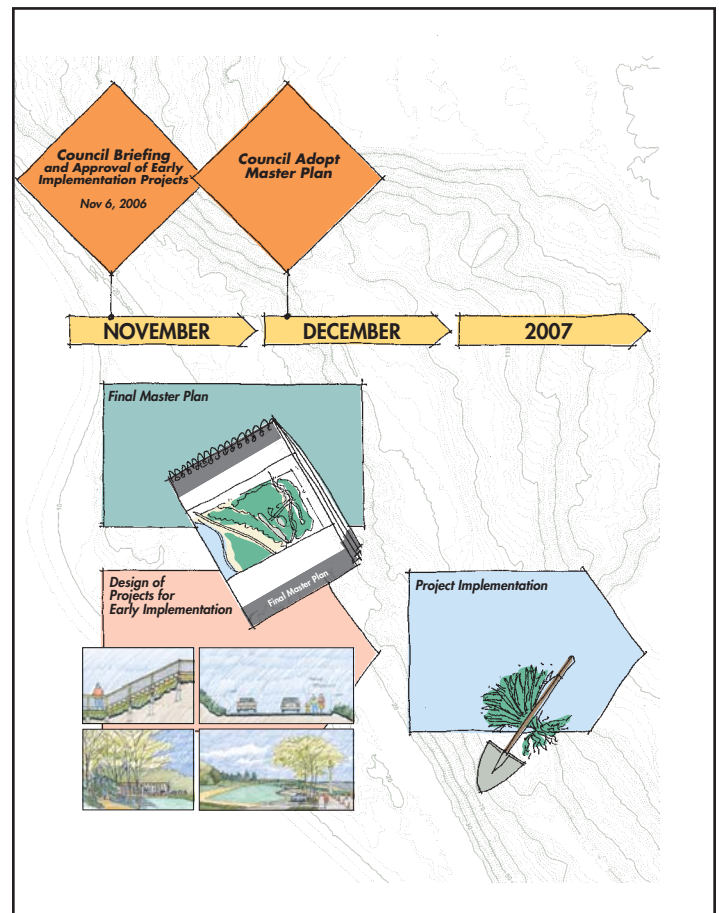 Council Briefing
and Approval of Early
Implementation Projects
Nov 6, 2006
Council Adopt
Master Plan
NOVEMBER
DECEMBER
2007
Final Master Plan
Final Master Plan
Design of
Projects for
Early Implementation
Project Implementation